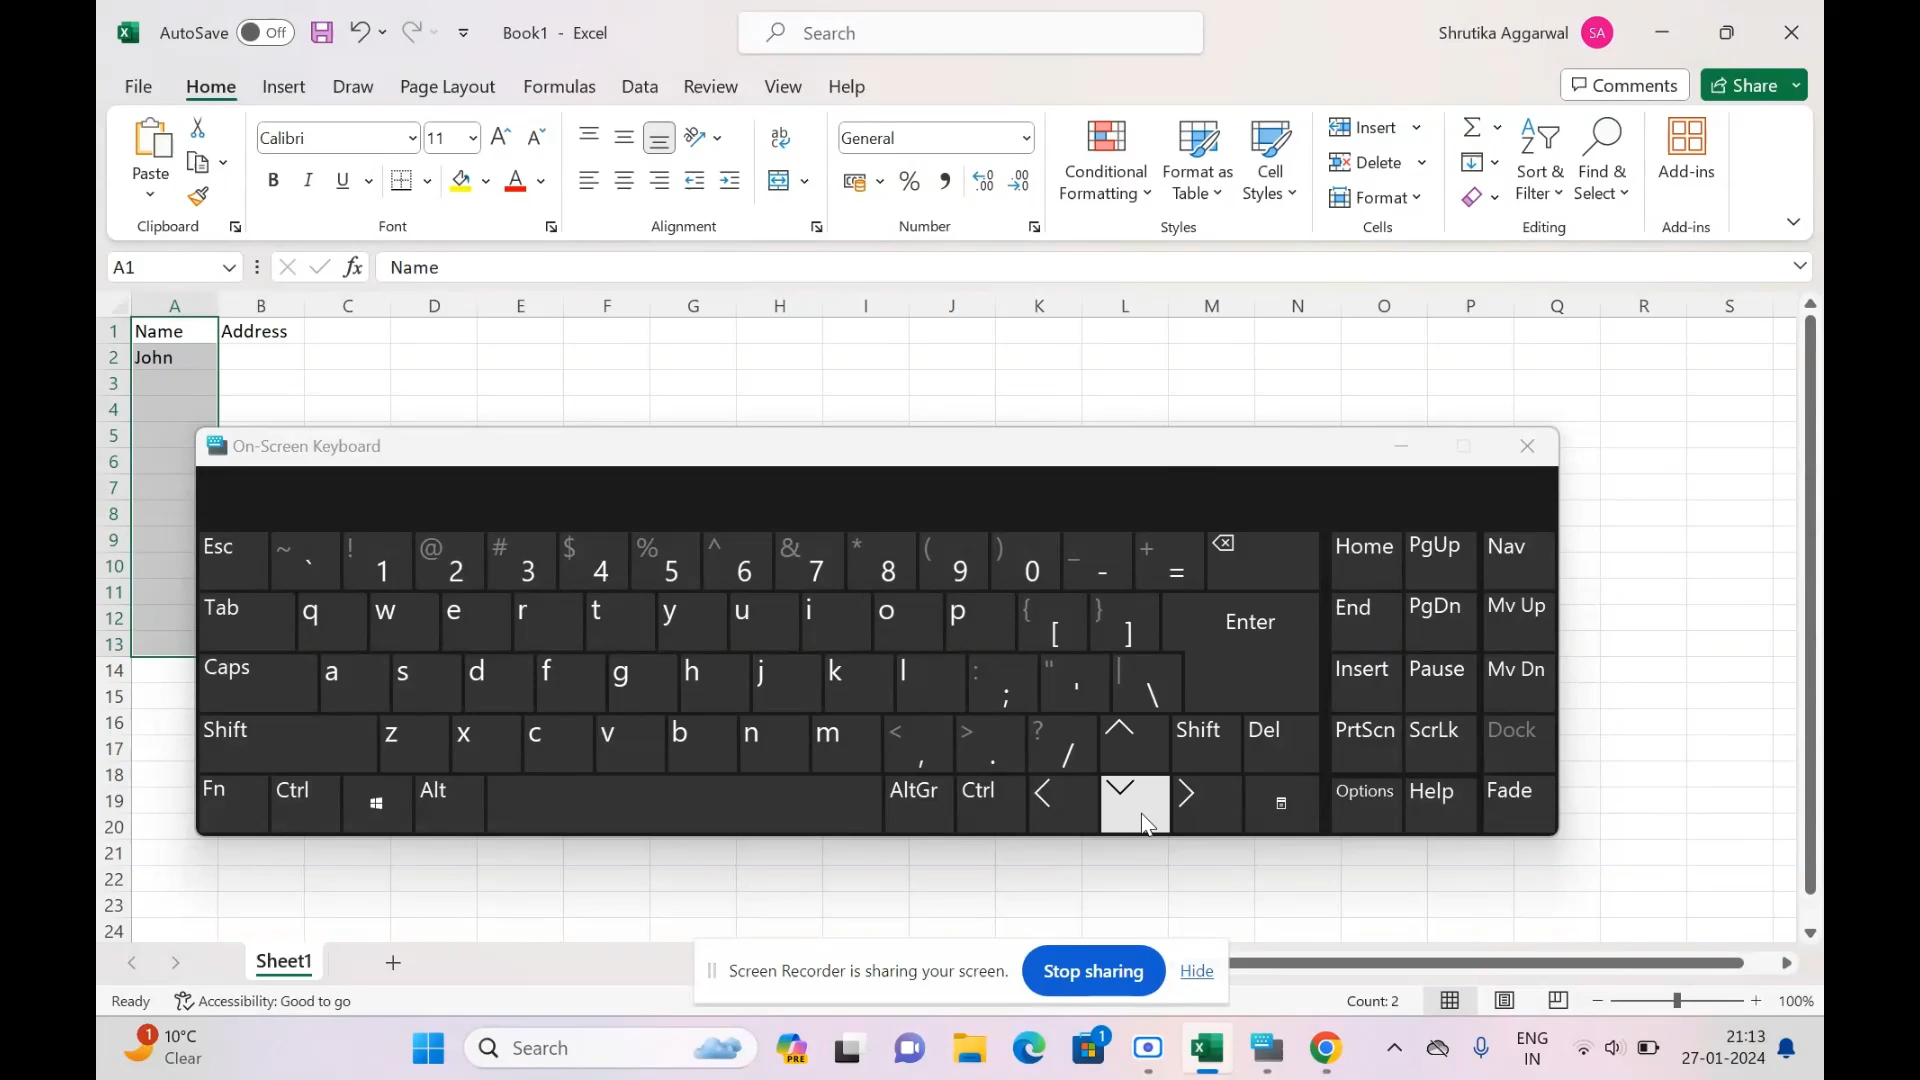 AutoSave Off Book1 - Excel Search Shrutika Aggarwal SA
File Home Insert Draw Page Layout Formulas Data Review View Help Comments Share
Paste
Clipboard
Calibri 11
B I U A
Font
ab
Alignment
General
% ,
Number
Conditional Formatting
Format as Table
Cell Styles
Styles
Insert
Delete
Format
Cells
Sort & Filter
Find & Select
Editing
Add-ins
Add-ins
A1 fx Name
A B C D E F G H I J K L M N O P Q R S
1 Name Address
2 John
3
4
5
6
7
8
9
10
11
12
13
14
15
16
17
18
19
20
21
22
23
24
On-Screen Keyboard
Esc ~ ` ! 1 @ 2 # 3 $ 4 % 5 ^ 6 & 7 * 8 ( 9 ) 0 _ - + = Home PgUp Nav
Tab q w e r t y u i o p { [ } ] Enter End PgDn Mv Up
Caps a s d f g h j k l : ; " ' | \ Insert Pause Mv Dn
Shift z x c v b n m < , > . ? / Shift Del PrtScn ScrLk Dock
Fn Ctrl Alt AltGr Ctrl Options Help Fade
Sheet1
Screen Recorder is sharing your screen. Stop sharing Hide
Ready Accessibility: Good to go Count: 2 100%
1 10°C
Clear
Search
PRE
1
ENG
IN
21:13
27-01-2024